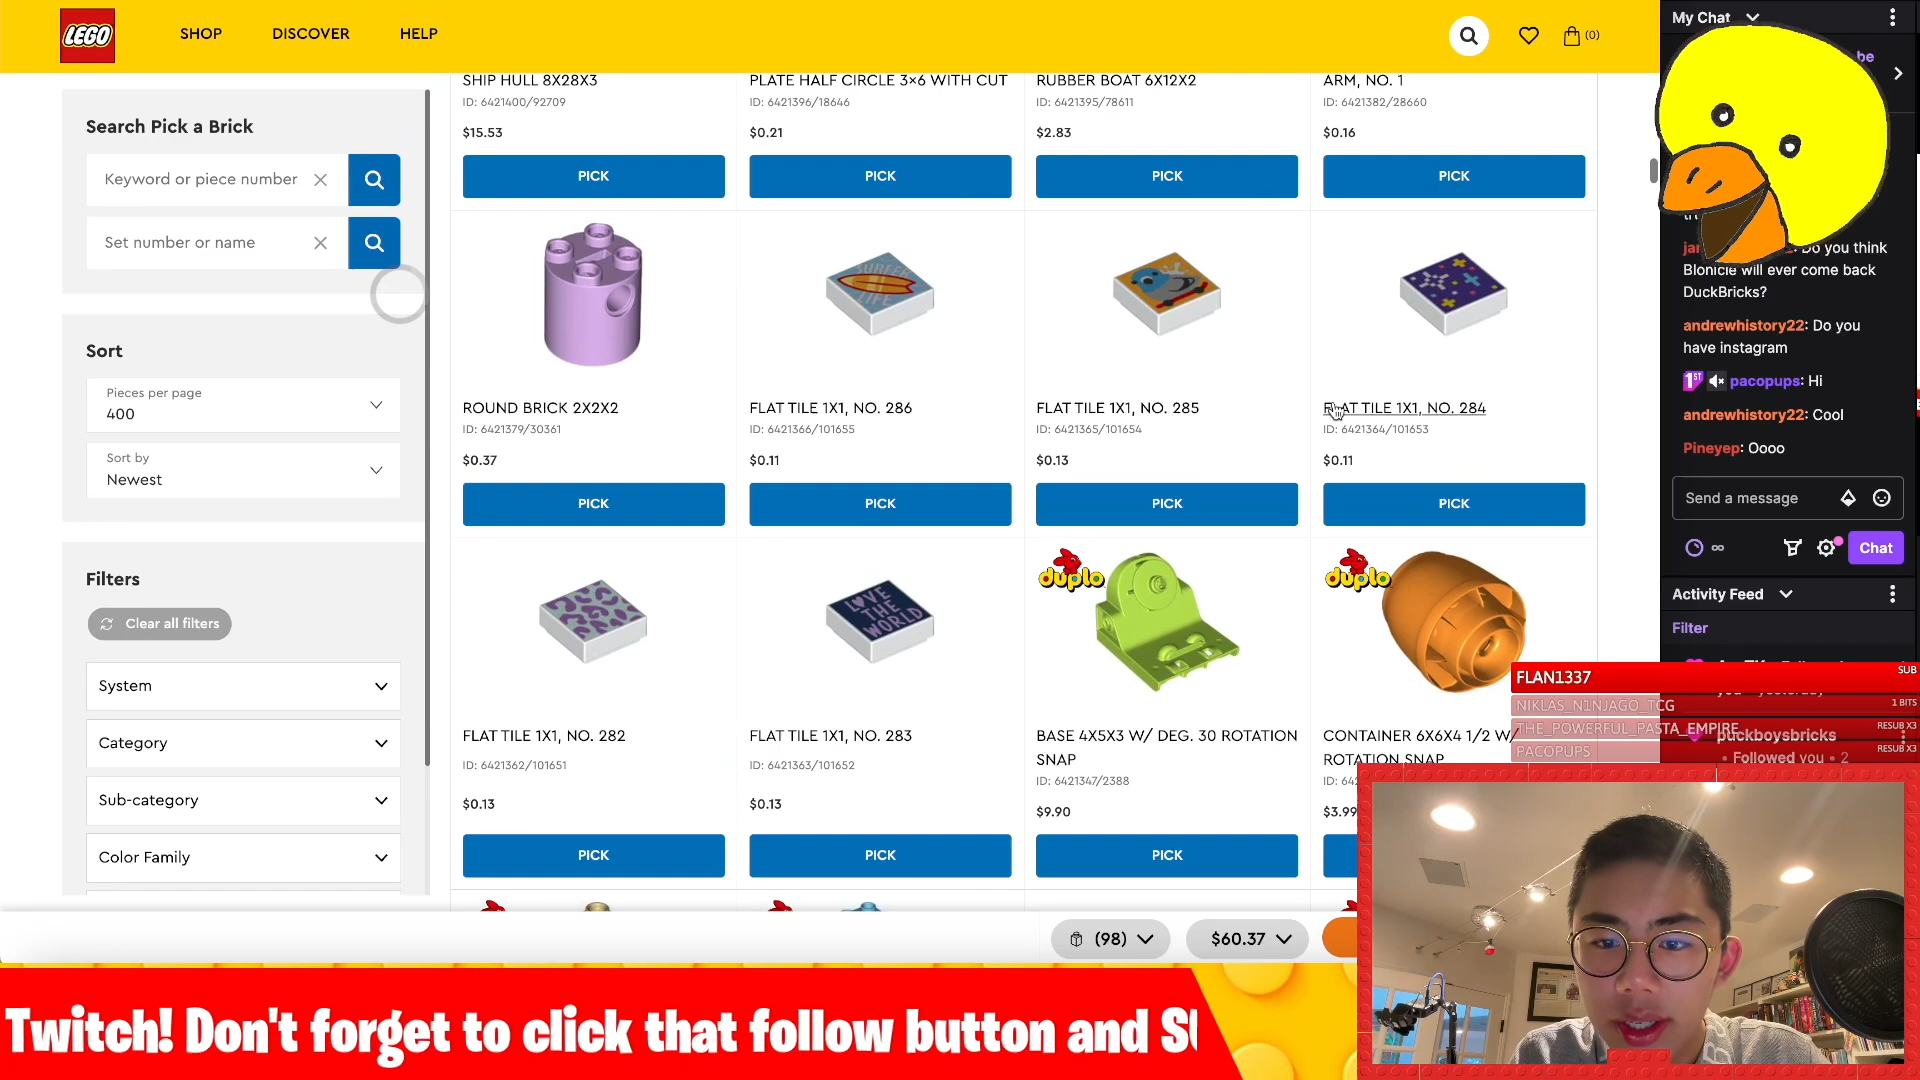 LEGO
SHOP
DISCOVER
HELP
(0)
Search Pick a Brick
Keyword or piece number
Set number or name
Sort
Pieces per page
400
Sort by
Newest
Filters
Clear all filters
System
Category
Sub-category
Color Family
SHIP HULL 8X28X3
ID: 6421400/92709
$15.53
PICK
PLATE HALF CIRCLE 3×6 WITH CUT
ID: 6421396/18646
$0.21
PICK
RUBBER BOAT 6X12X2
ID: 6421395/78611
$2.83
PICK
ARM, NO. 1
ID: 6421382/28660
$0.16
PICK
ROUND BRICK 2X2X2
ID: 6421379/30361
$0.37
PICK
SURFER
LIFE
FLAT TILE 1X1, NO. 286
ID: 6421366/101655
$0.11
PICK
FLAT TILE 1X1, NO. 285
ID: 6421365/101654
$0.13
PICK
FLAT TILE 1X1, NO. 284
ID: 6421364/101653
$0.11
PICK
FLAT TILE 1X1, NO. 282
ID: 6421362/101651
$0.13
PICK
LOVE
THE
WORLD
FLAT TILE 1X1, NO. 283
ID: 6421363/101652
$0.13
PICK
duplo
BASE 4X5X3 W/ DEG. 30 ROTATION
SNAP
ID: 6421347/2388
$9.90
PICK
duplo
CONTAINER 6X6X4 1/2 W/
ROTATION SNAP
ID: 642
$3.99
(98)
$60.37
My Chat
be
Do you think
Blonicle will ever come back
DuckBricks?
andrewhistory22: Do you
have instagram
1ST pacopups: Hi
andrewhistory22: Cool
Pineyep: Oooo
Send a message
∞
Chat
Activity Feed
Filter
FLAN1337
SUB
NIKLAS_N1NJAGO_TCG
1 BITS
THE_POWERFUL_PASTA_EMPIRE
RESUB X3
PACOPUPS
RESUB X3
puckboysbricks
• Followed you • 2
Twitch! Don't forget to click that follow button and